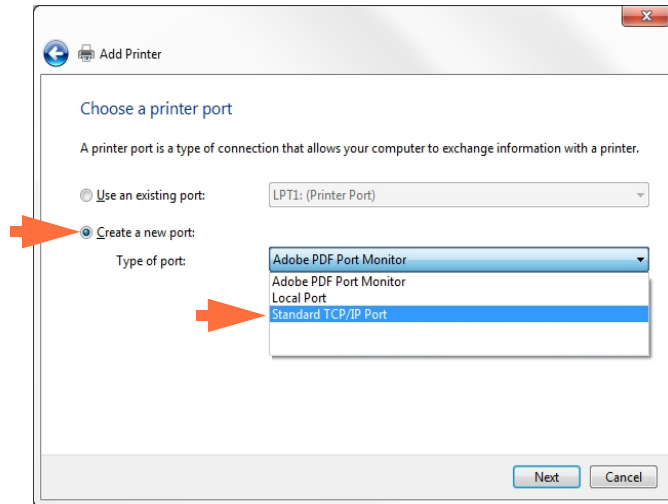 Add Printer
Choose a printer port
A printer port is a type of connection that allows your computer to exchange information with a printer.
Use an existing port:
LPT1: (Printer Port)
Create a new port:
Type of port:
Adobe PDF Port Monitor
Adobe PDF Port Monitor
Local Port
Standard TCP/IP Port
Next
Cancel